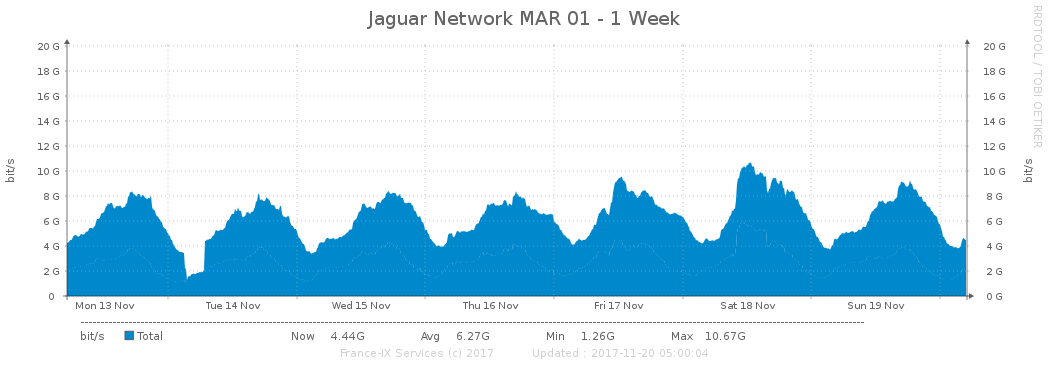 Jaguar Network MAR 01 - 1 Week
RRDTOOL / TOBI OETIKER
20 G 20 G
18 G 18 G
16 G 16 G
14 G 14 G
12 G 12 G
10 G 10 G
8 G 8 G
6 G 6 G
4 G 4 G
2 G 2 G
0 0 G
bit/s bit/s
Mon 13 Nov Tue 14 Nov Wed 15 Nov Thu 16 Nov Fri 17 Nov Sat 18 Nov Sun 19 Nov
bit/s Total Now 4.44G Avg 6.27G Min 1.26G Max 10.67G
France-IX Services (c) 2017 Updated : 2017-11-20 05:00:04